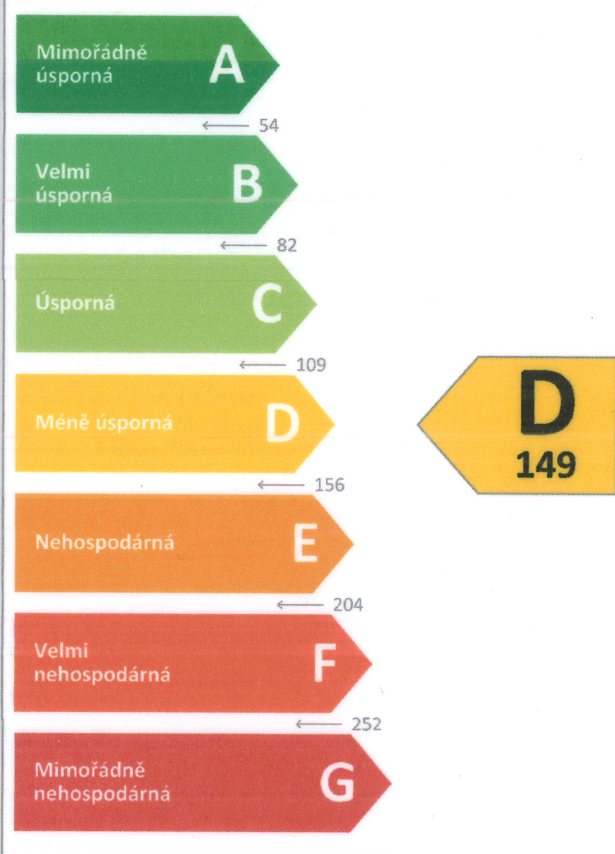 Mimořádně
úsporná
A
← 54
Velmi
úsporná
B
← 82
Úsporná
C
← 109
Méně úsporná
D
← 156
D
149
Nehospodárná
E
← 204
Velmi
nehospodárná
F
← 252
Mimořádně
nehospodárná
G